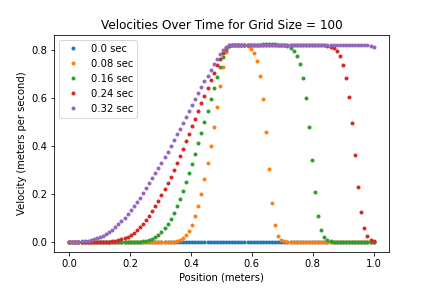 Velocities Over Time for Grid Size = 100
Velocity (meters per second)
0.8
0.6
0.4
0.2
0.0
0.0 sec
0.08 sec
0.16 sec
0.24 sec
0.32 sec
0.0 0.2 0.4 0.6 0.8 1.0
Position (meters)